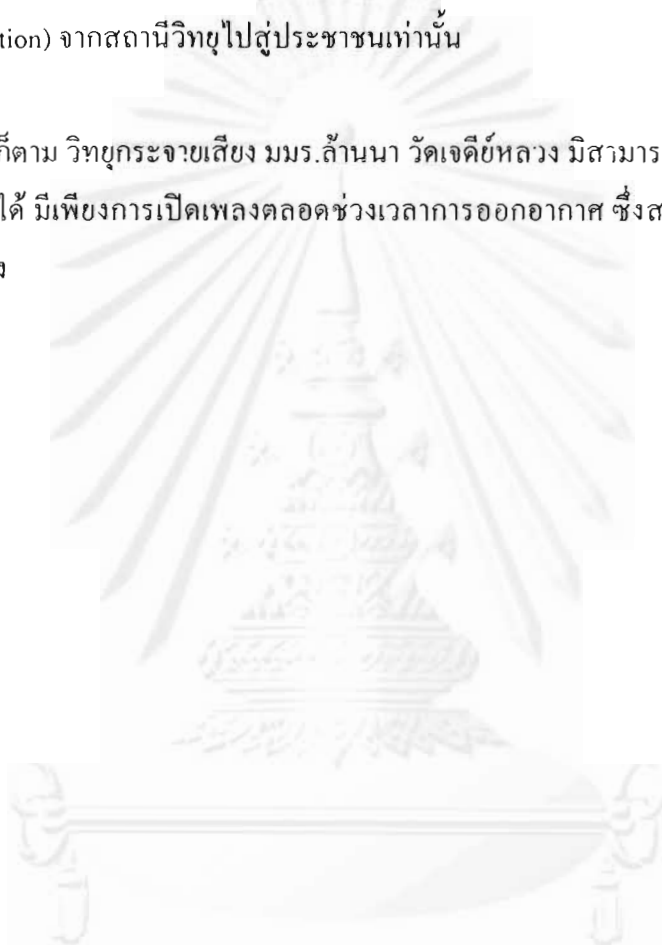 tion) จากสถานีวิทยุไปสู่ประชาชนเท่านั้น
ก็ตาม วิทยุกระจายเสียง มมร.ล้านนา วัดเจดีย์หลวง มิสามาร
ได้ มีเพียงการเปิดเพลงตลอดช่วงเวลาการออกอากาศ ซึ่งส
ง